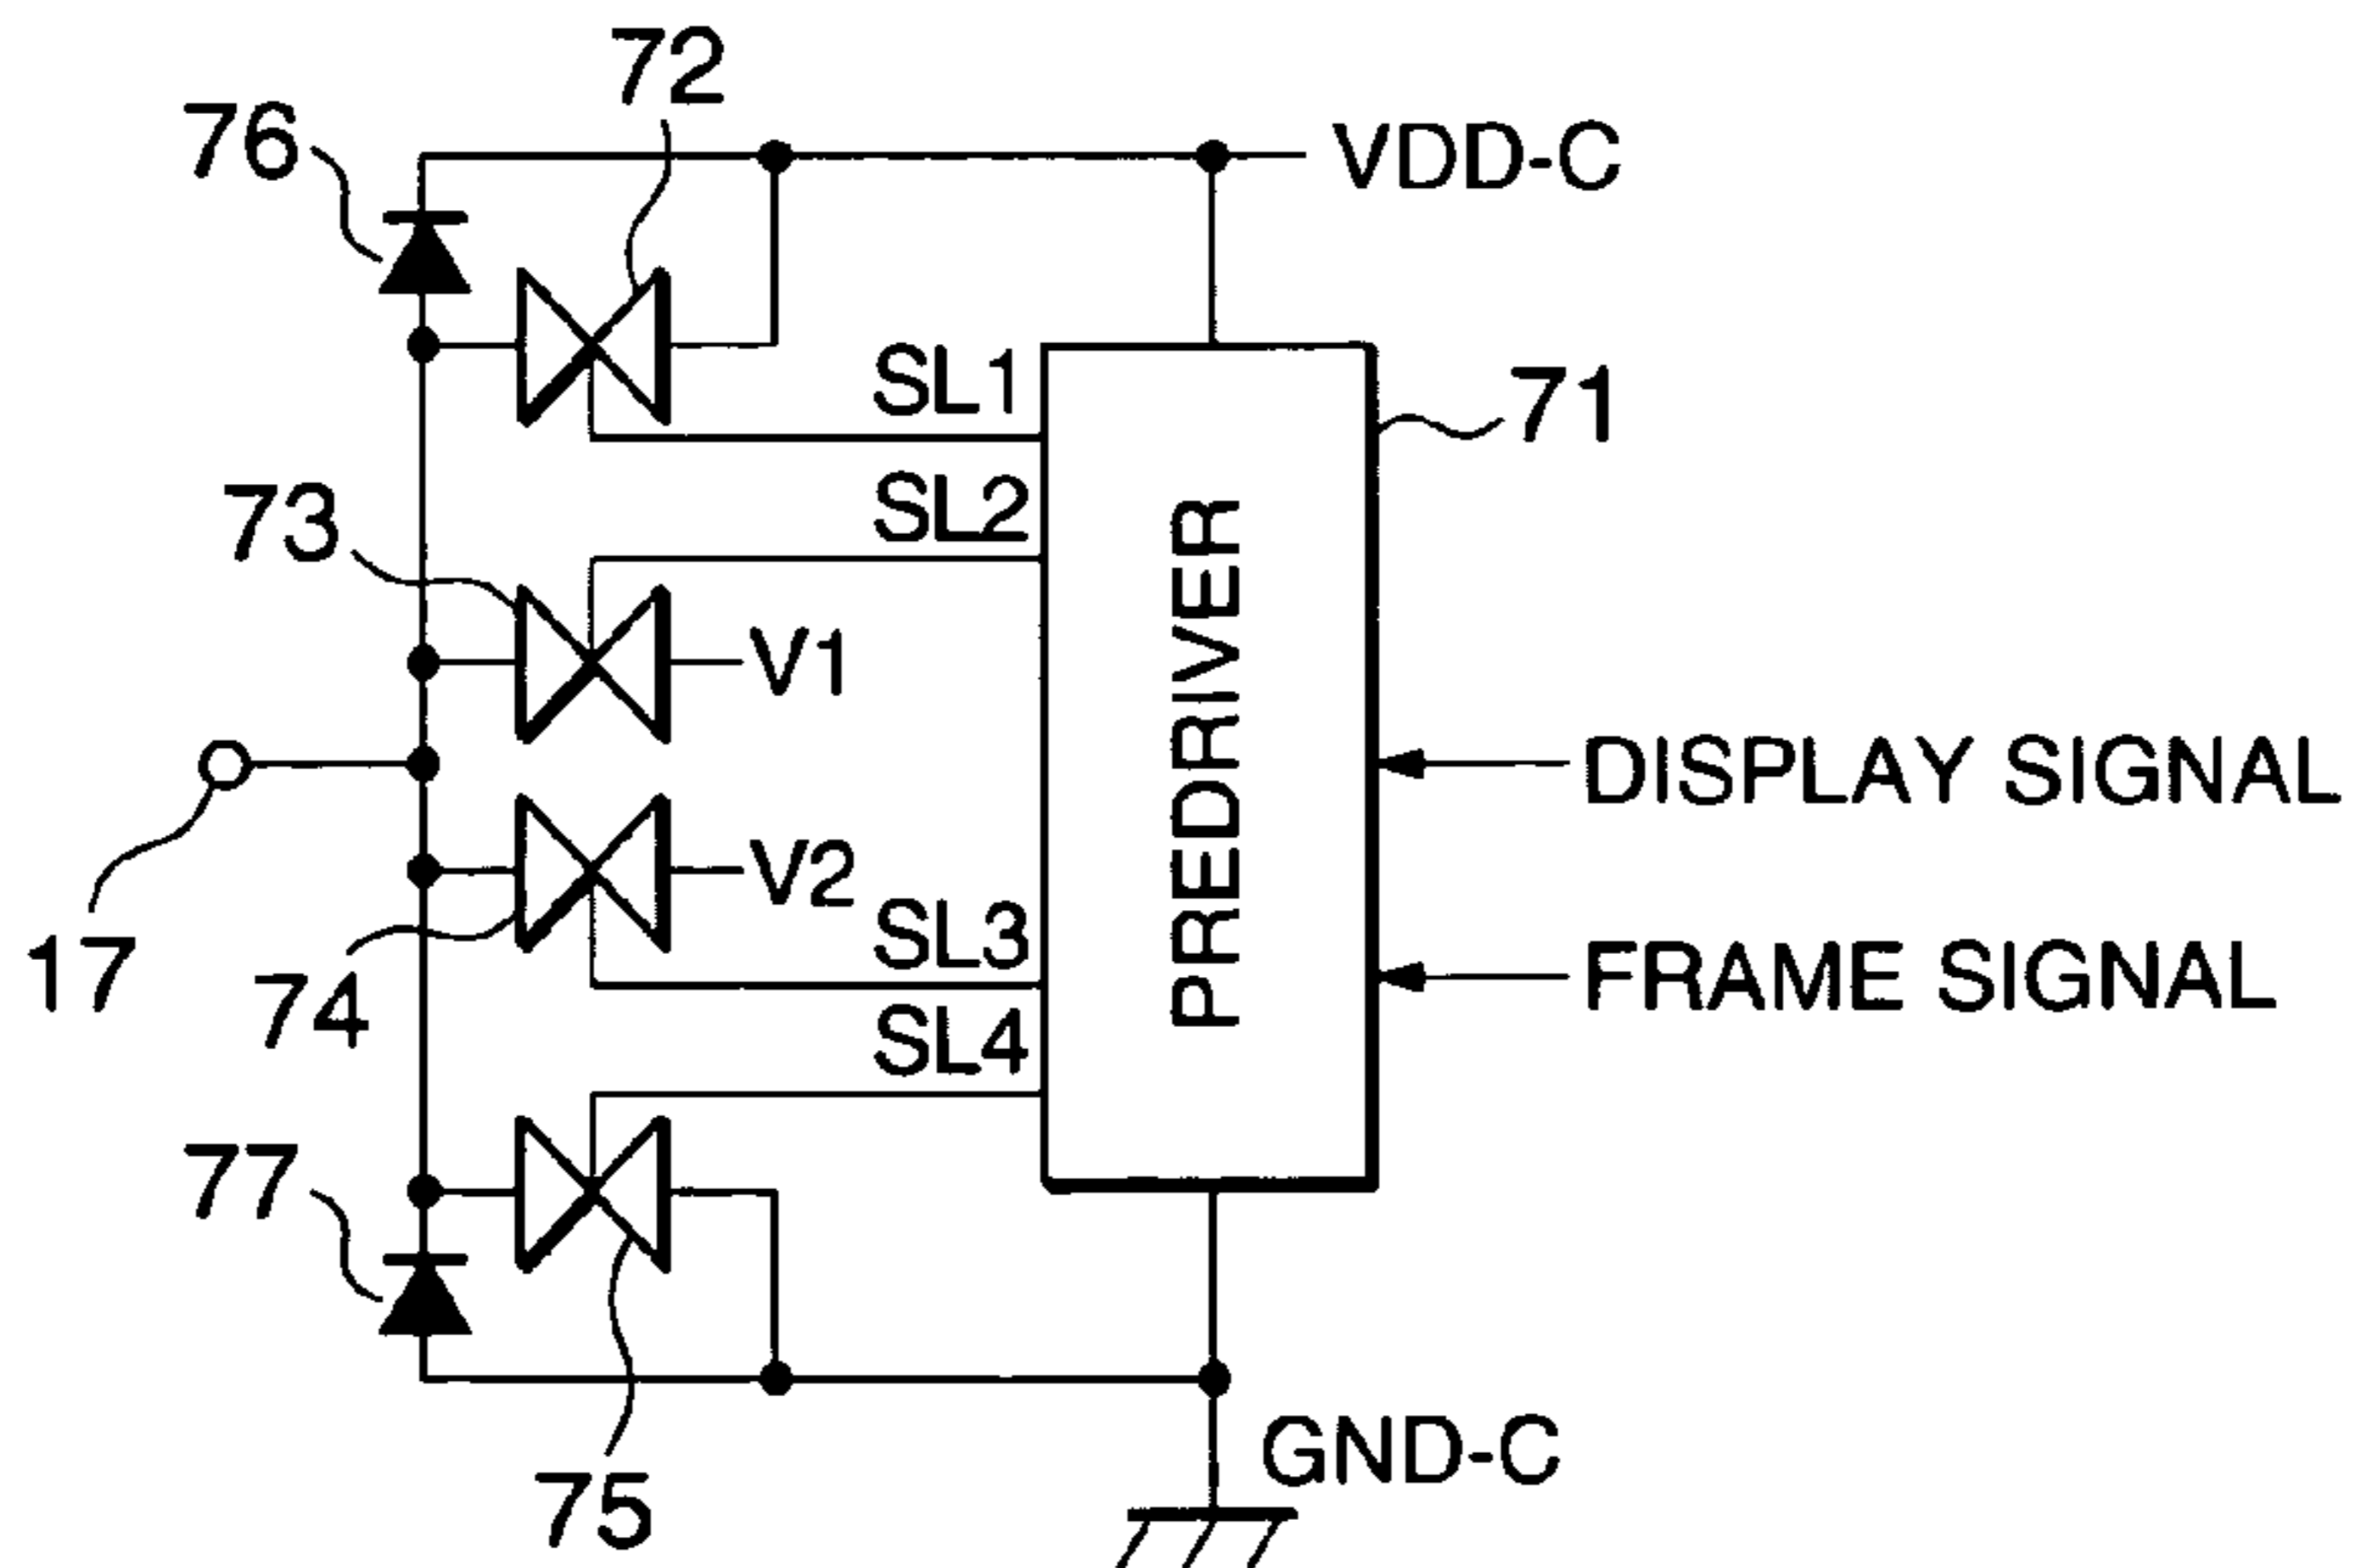 72
76
VDD-C
SL1
71
SL2
73
PREDRIVER
V1
DISPLAY SIGNAL
V2
SL3
17
74
FRAME SIGNAL
SL4
77
GND-C
75